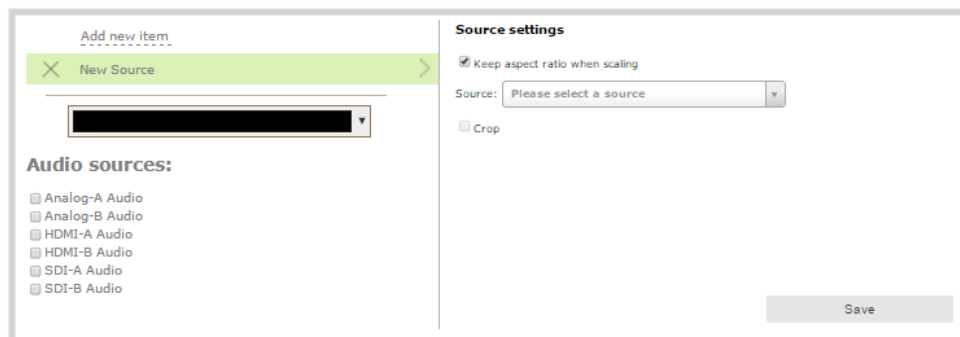 Add new item
New Source
Audio sources:
Analog-A Audio
Analog-B Audio
HDMI-A Audio
HDMI-B Audio
SDI-A Audio
SDI-B Audio
Source settings
Keep aspect ratio when scaling
Source: Please select a source
Crop
Save